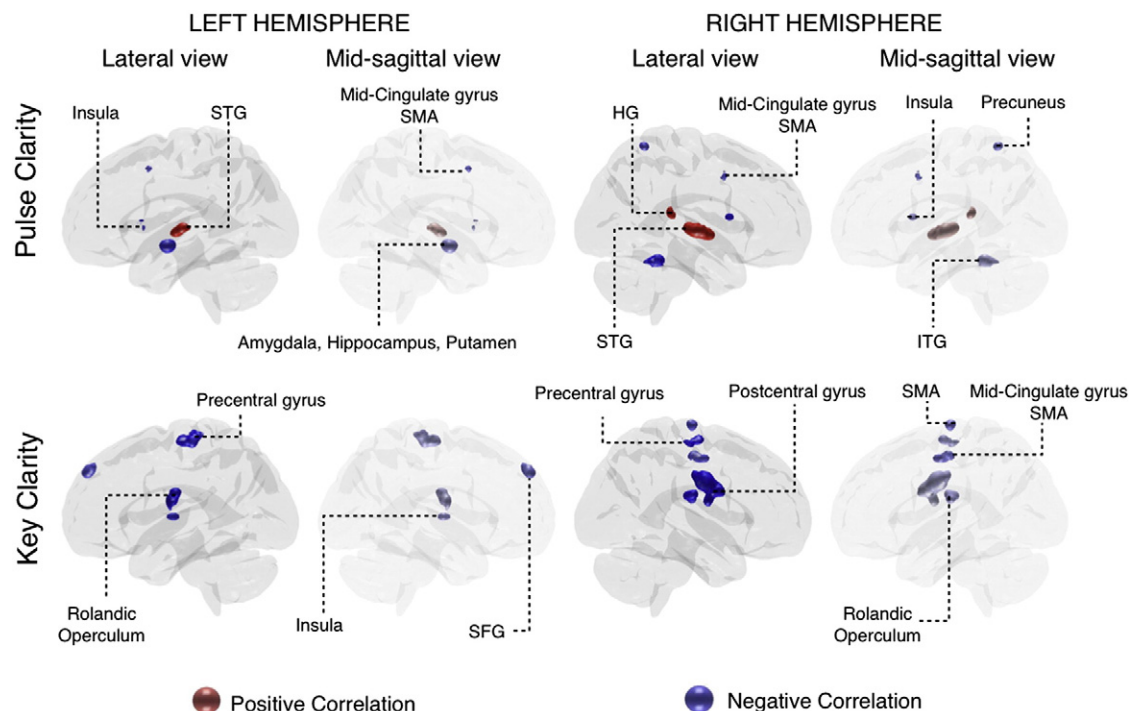 LEFT HEMISPHERE
RIGHT HEMISPHERE
Lateral view
Mid-sagittal view
Lateral view
Mid-sagittal view
Pulse Clarity
Insula
STG
Mid-Cingulate gyrus
SMA
HG
Mid-Cingulate gyrus
SMA
Insula
Precuneus
Amygdala, Hippocampus, Putamen
STG
ITG
Key Clarity
Precentral gyrus
Precentral gyrus
Postcentral gyrus
SMA
Mid-Cingulate gyrus
SMA
Rolandic
Operculum
Insula
SFG
Rolandic
Operculum
Positive Correlation
Negative Correlation